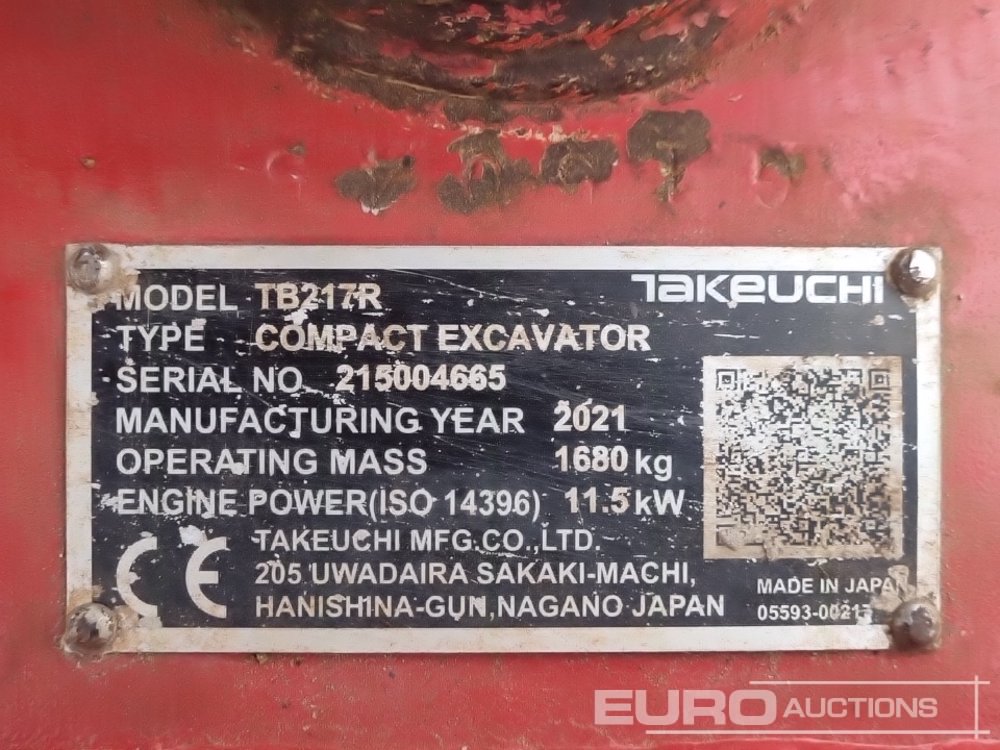 TAKEUCHI
MODEL TB217R
TYPE COMPACT EXCAVATOR
SERIAL NO. 215004665
MANUFACTURING YEAR 2021
OPERATING MASS 1680 kg
ENGINE POWER(ISO 14396) 11.5 kW
CE
TAKEUCHI MFG.CO.,LTD.
205 UWADAIRA SAKAKI-MACHI,
HANISHINA-GUN,NAGANO JAPAN
MADE IN JAPAN
EURO AUCTIONS